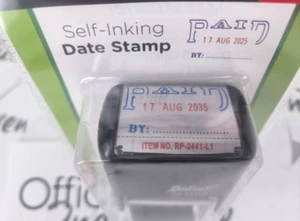 Self-Inking
Date Stamp
PAID
17 AUG 2025
BY:
PAID
17 AUG 2035
BY:
ITEM NO. RP-2441-L1
Offic